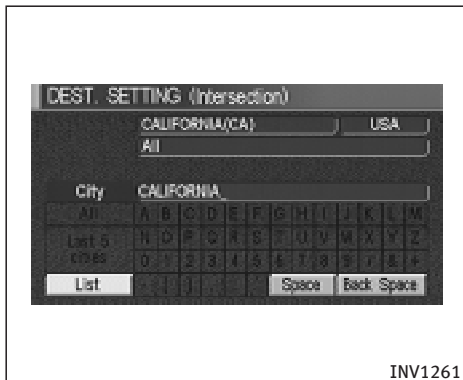 DEST. SETTING (Intersection)
CALIFORNIA(CA) USA
All
City CALIFORNIA_
All A B C D E F G H I J K L M
Last 5 N O P Q R S T U V W X Y Z
cities 0 1 2 3 4 5 6 7 8 9 / & +
List Space Back Space
INV1261